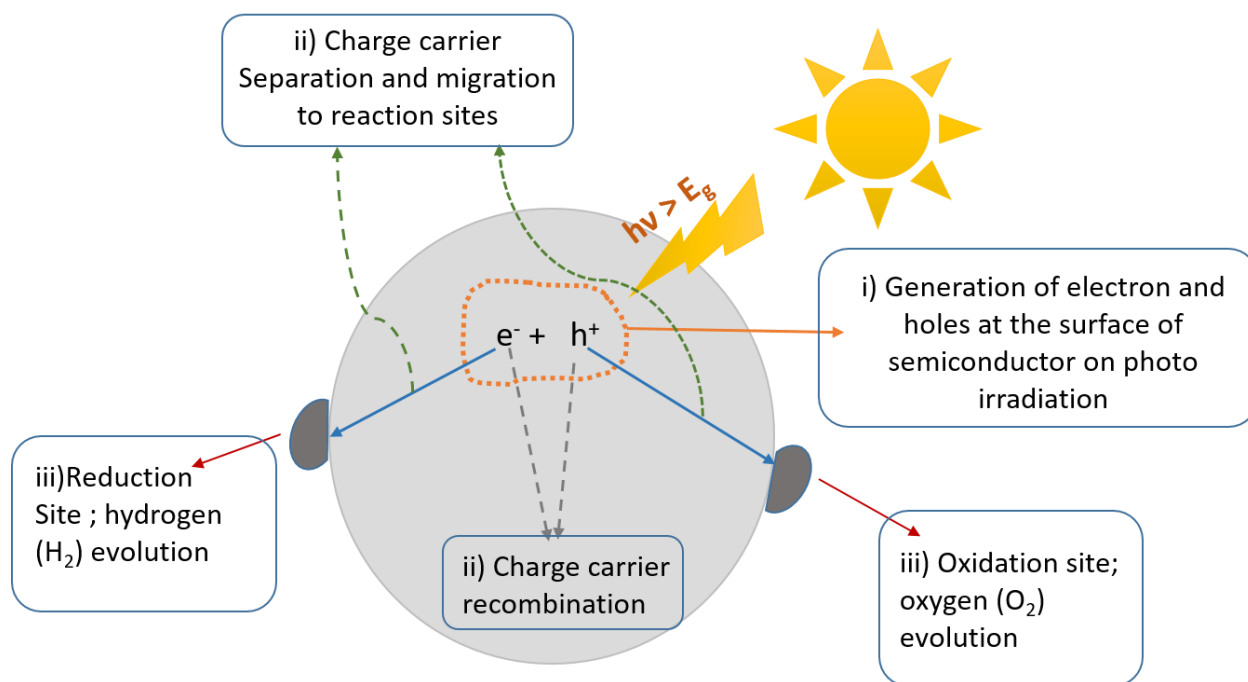 ii) Charge carrier
Separation and migration
to reaction sites
hν > Eg
i) Generation of electron and
holes at the surface of
semiconductor on photo
irradiation
e⁻ + h⁺
iii)Reduction
Site ; hydrogen
(H₂) evolution
ii) Charge carrier
recombination
iii) Oxidation site;
oxygen (O₂)
evolution